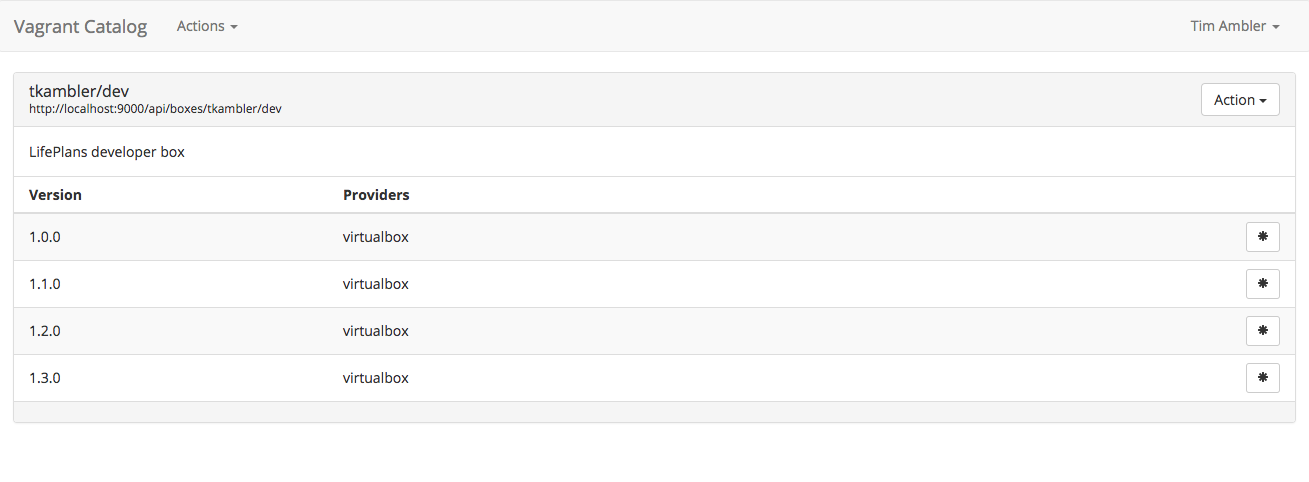 Vagrant Catalog Actions Tim Ambler
tkambler/dev
http://localhost:9000/api/boxes/tkambler/dev
Action
LifePlans developer box
Version Providers
1.0.0 virtualbox
1.1.0 virtualbox
1.2.0 virtualbox
1.3.0 virtualbox